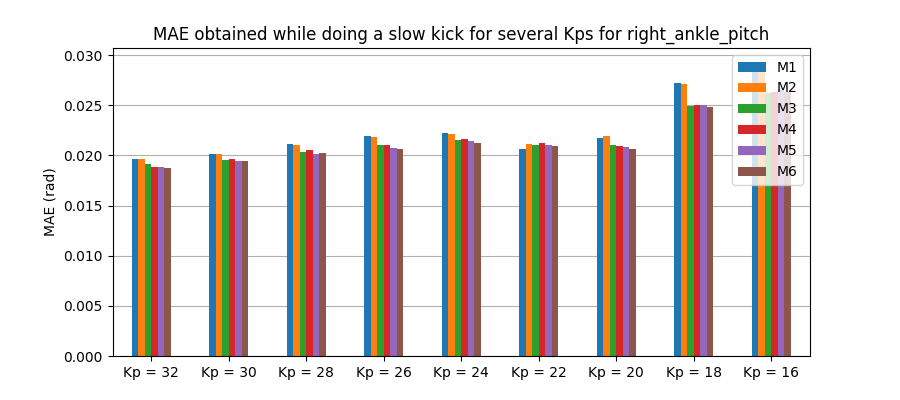 MAE obtained while doing a slow kick for several Kps for right_ankle_pitch
MAE (rad)
0.030
0.025
0.020
0.015
0.010
0.005
0.000
M1
M2
M3
M4
M5
M6
Kp = 32 Kp = 30 Kp = 28 Kp = 26 Kp = 24 Kp = 22 Kp = 20 Kp = 18 Kp = 16